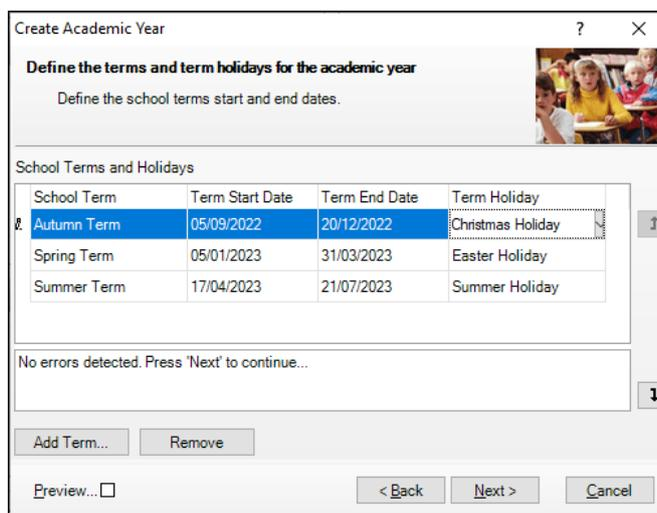 Create Academic Year ?
Define the terms and term holidays for the academic year
Define the school terms start and end dates.
School Terms and Holidays
School Term Term Start Date Term End Date Term Holiday
Autumn Term 05/09/2022 20/12/2022 Christmas Holiday
Spring Term 05/01/2023 31/03/2023 Easter Holiday
Summer Term 17/04/2023 21/07/2023 Summer Holiday
No errors detected. Press 'Next' to continue...
Add Term... Remove
Preview... < Back Next > Cancel